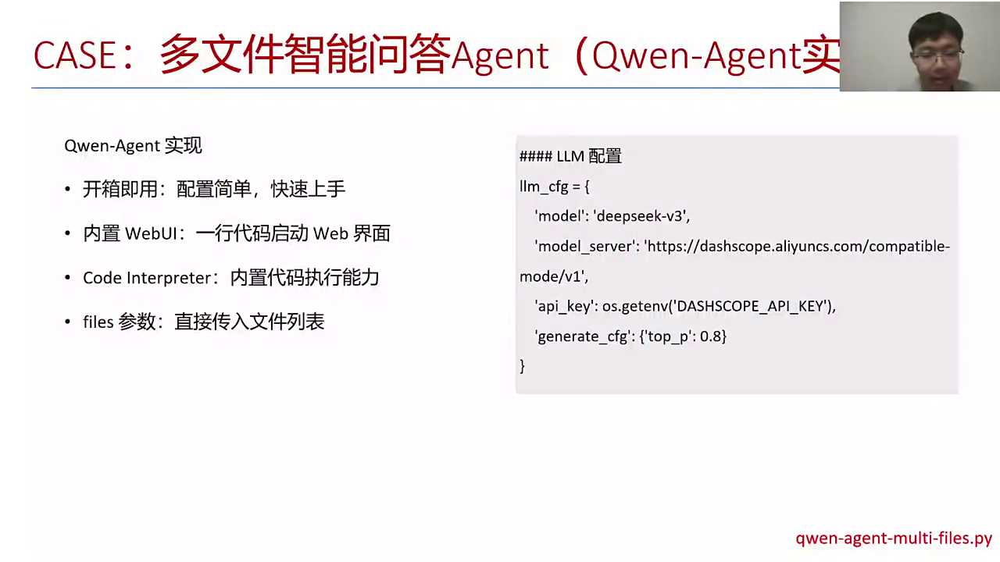 CASE：多文件智能问答Agent（Qwen-Agent实
Qwen-Agent 实现
• 开箱即用：配置简单，快速上手
• 内置 WebUI：一行代码启动 Web 界面
• Code Interpreter：内置代码执行能力
• files 参数：直接传入文件列表
#### LLM 配置
llm_cfg = {
'model': 'deepseek-v3',
'model_server': 'https://dashscope.aliyuncs.com/compatible-
mode/v1',
'api_key': os.getenv('DASHSCOPE_API_KEY'),
'generate_cfg': {'top_p': 0.8}
}
qwen-agent-multi-files.py